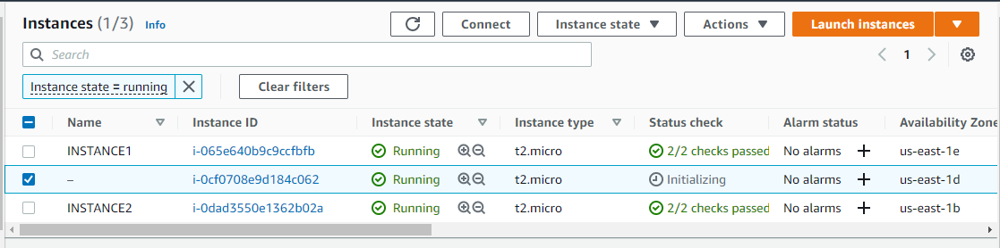 Instances (1/3) Info Connect Instance state Actions Launch instances
Search 1
Instance state = running Clear filters
Name Instance ID Instance state Instance type Status check Alarm status Availability Zone
INSTANCE1 i-065e640b9c9ccfbfb Running t2.micro 2/2 checks passed No alarms us-east-1e
– i-0cf0708e9d184c062 Running t2.micro Initializing No alarms us-east-1d
INSTANCE2 i-0dad3550e1362b02a Running t2.micro 2/2 checks passed No alarms us-east-1b